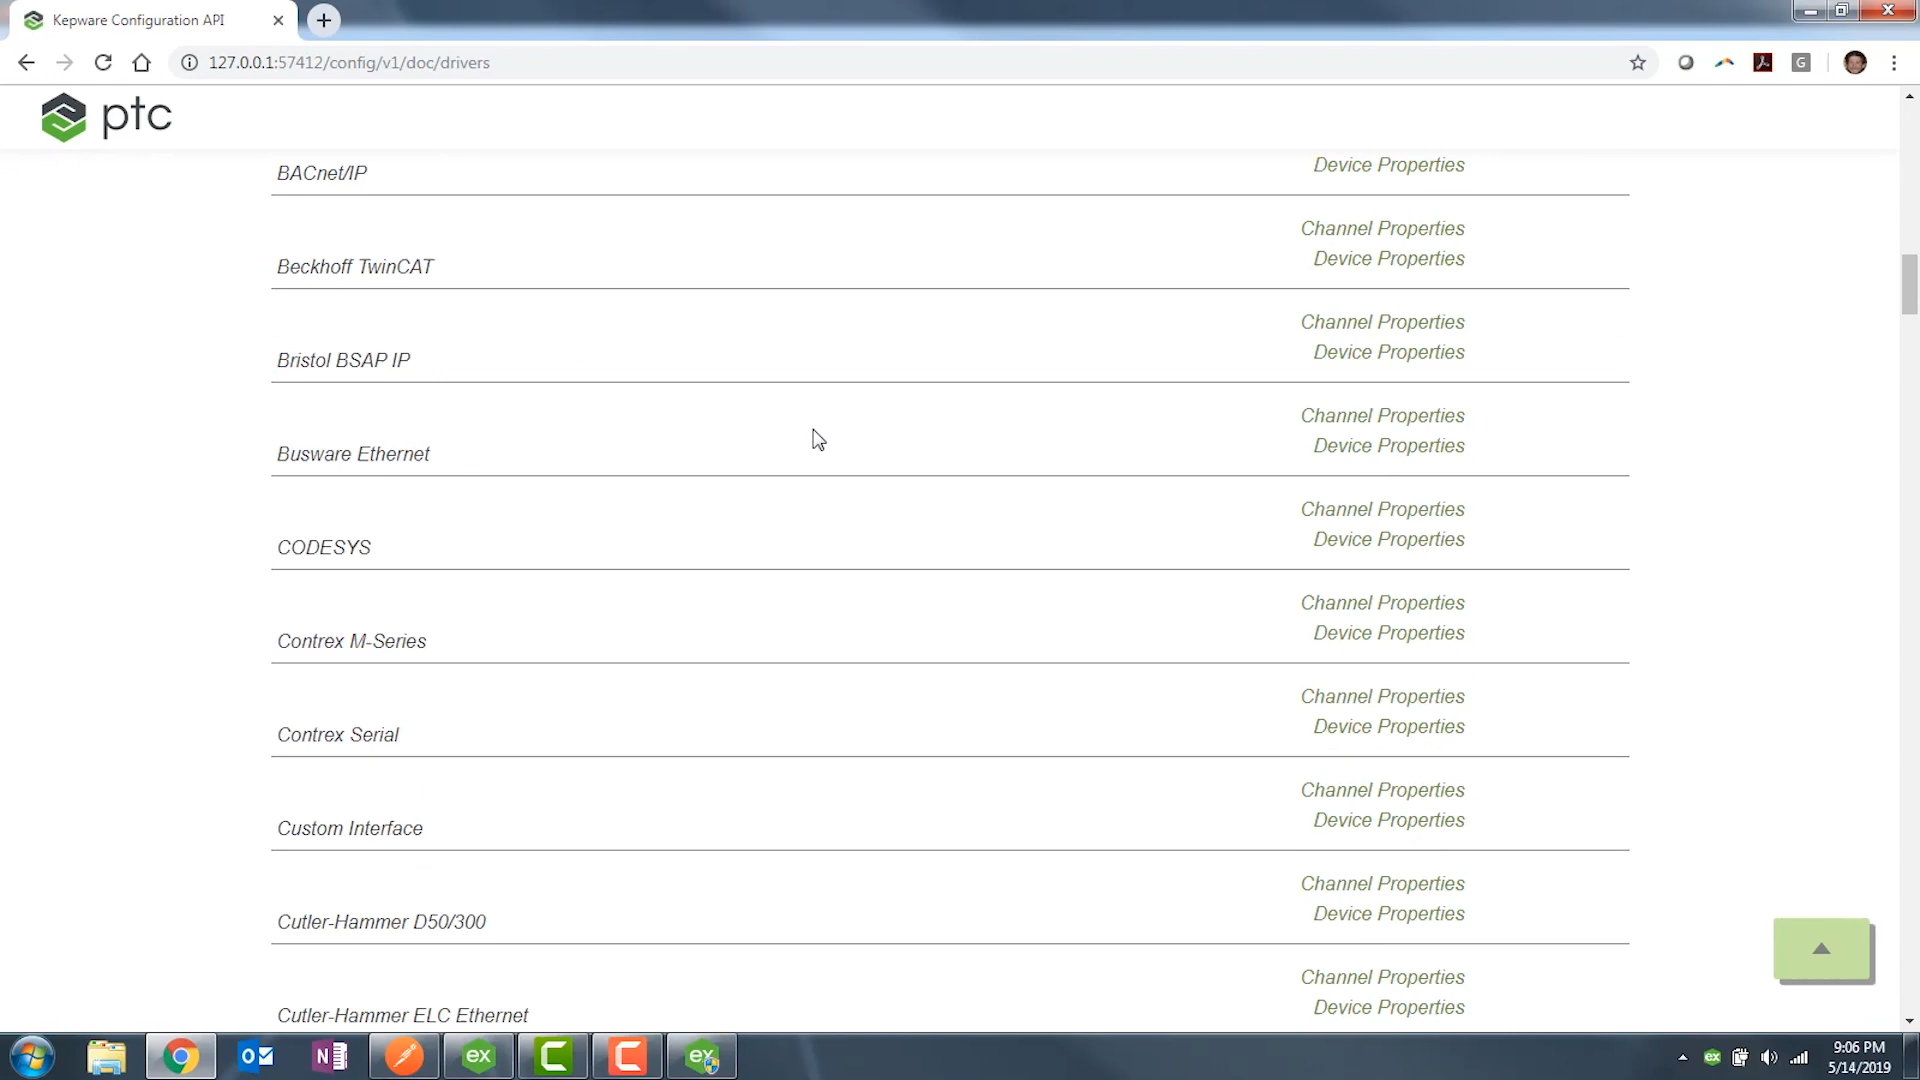 Kepware Configuration API
127.0.0.1:57412/config/v1/doc/drivers
G
ptc
Device Properties
BACnet/IP
Channel Properties
Device Properties
Beckhoff TwinCAT
Channel Properties
Device Properties
Bristol BSAP IP
Channel Properties
Device Properties
Busware Ethernet
Channel Properties
Device Properties
CODESYS
Channel Properties
Device Properties
Contrex M-Series
Channel Properties
Device Properties
Contrex Serial
Channel Properties
Device Properties
Custom Interface
Channel Properties
Device Properties
Cutler-Hammer D50/300
Channel Properties
Device Properties
Cutler-Hammer ELC Ethernet
ex
ex
ex
9:06 PM
5/14/2019